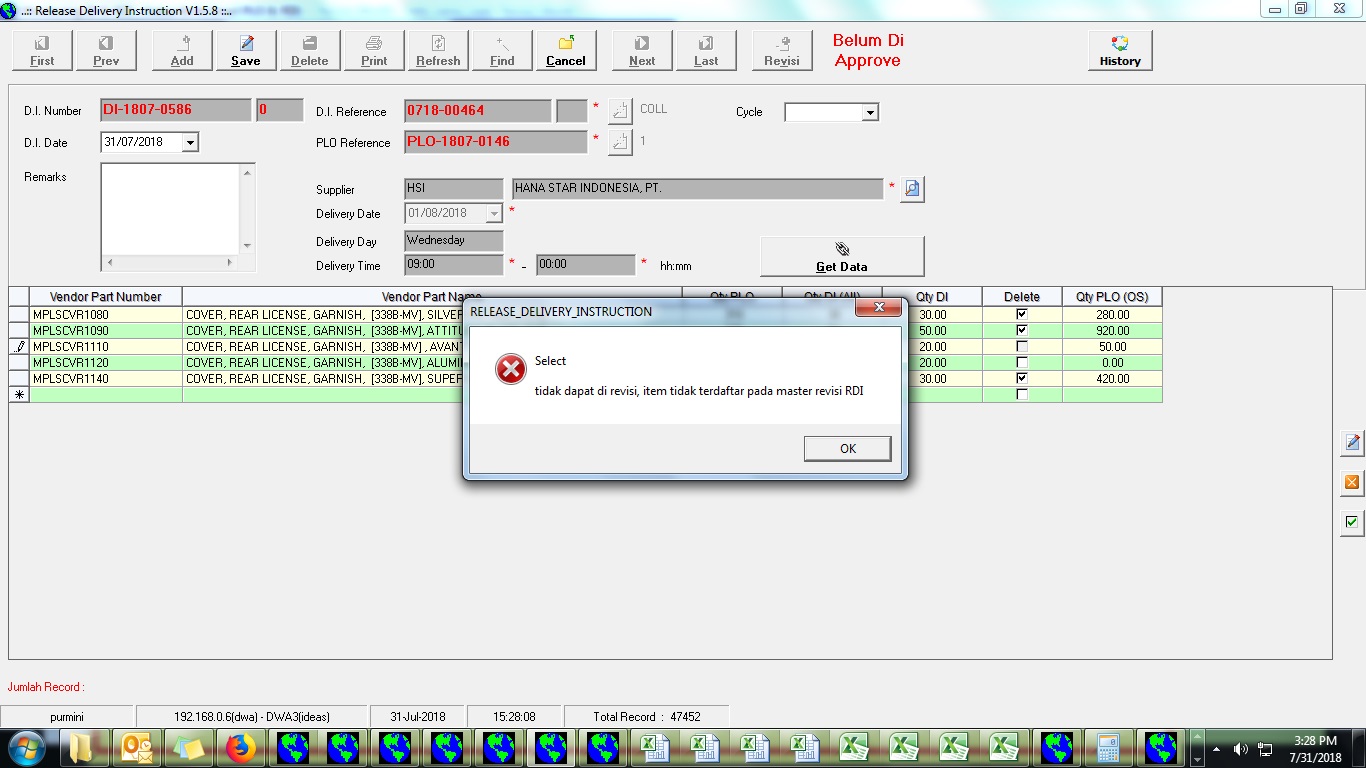 ..:: Release Delivery Instruction V1.5.8 ::..
First Prev Add Save Delete Print Refresh Find Cancel Next Last Revisi Belum Di Approve History
D.I. Number DI-1807-0586 0 D.I. Reference 0718-00464 * COLL Cycle
D.I. Date 31/07/2018 PLO Reference PLO-1807-0146 * 1
Remarks
Supplier HSI HANA STAR INDONESIA, PT. *
Delivery Date 01/08/2018 *
Delivery Day Wednesday
Delivery Time 09:00 * - 00:00 * hh:mm
Get Data
Vendor Part Number Vendor Part Name Qty PLO Qty DI (All) Qty DI Delete Qty PLO (OS)
MPLSCVR1080 COVER, REAR LICENSE, GARNISH, [338B-MV], SILVER 30.00 280.00
MPLSCVR1090 COVER, REAR LICENSE, GARNISH, [338B-MV], ATTITU 50.00 920.00
MPLSCVR1110 COVER, REAR LICENSE, GARNISH, [338B-MV] , AVANT 20.00 50.00
MPLSCVR1120 COVER, REAR LICENSE, GARNISH, [338B-MV], ALUMI 20.00 0.00
MPLSCVR1140 COVER, REAR LICENSE, GARNISH, [338B-MV], SUPER 30.00 420.00
RELEASE_DELIVERY_INSTRUCTION
Select
tidak dapat di revisi, item tidak terdaftar pada master revisi RDI
OK
Jumlah Record :
purmini 192.168.0.6(dwa) - DWA3(ideas) 31-Jul-2018 15:28:08 Total Record : 47452
3:28 PM
7/31/2018